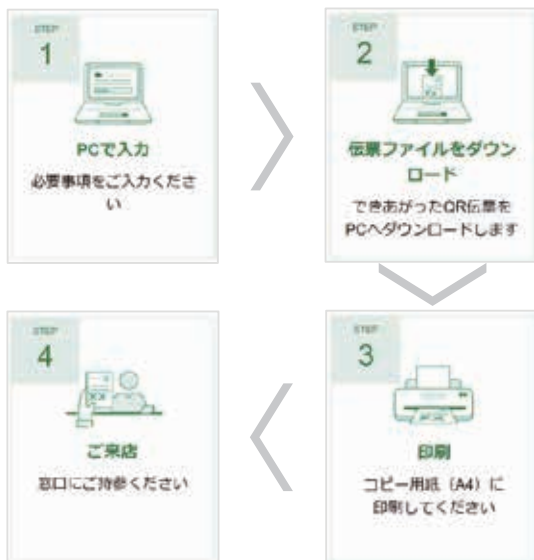 STEP
1
PCで入力
必要事項をご入力くださ
い
STEP
2
伝票ファイルをダウン
ロード
できあがったQR伝票を
PCへダウンロードします
STEP
3
印刷
コピー用紙（A4）に
印刷してください
STEP
4
ご来店
窓口にご持参ください